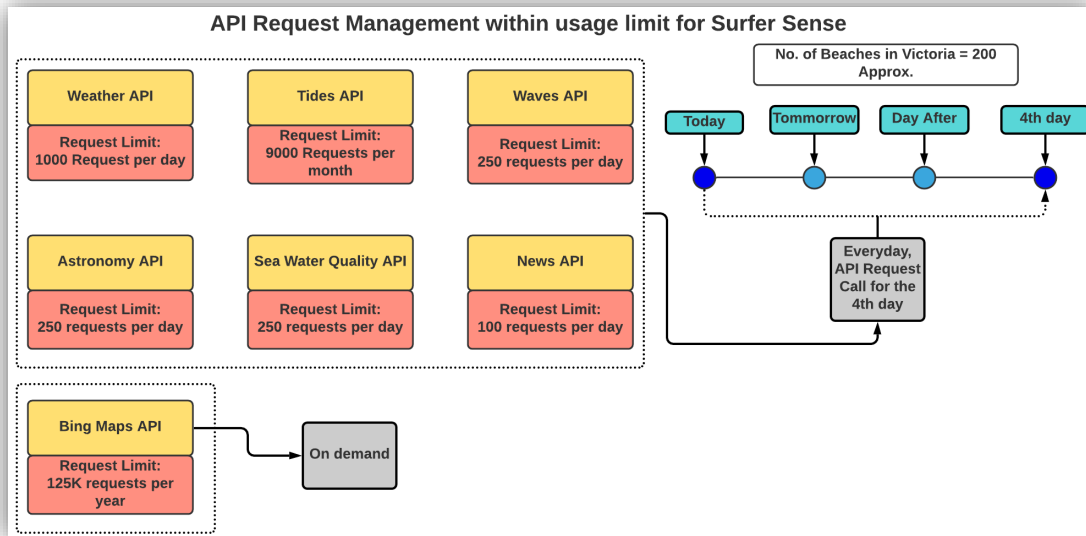 API Request Management within usage limit for Surfer Sense
No. of Beaches in Victoria = 200
Approx.
Weather API
Request Limit:
1000 Request per day
Tides API
Request Limit:
9000 Requests per
month
Waves API
Request Limit:
250 requests per day
Today
Tommorrow
Day After
4th day
Astronomy API
Request Limit:
250 requests per day
Sea Water Quality API
Request Limit:
250 requests per day
News API
Request Limit:
100 requests per day
Everyday,
API Request
Call for the
4th day
Bing Maps API
Request Limit:
125K requests per
year
On demand